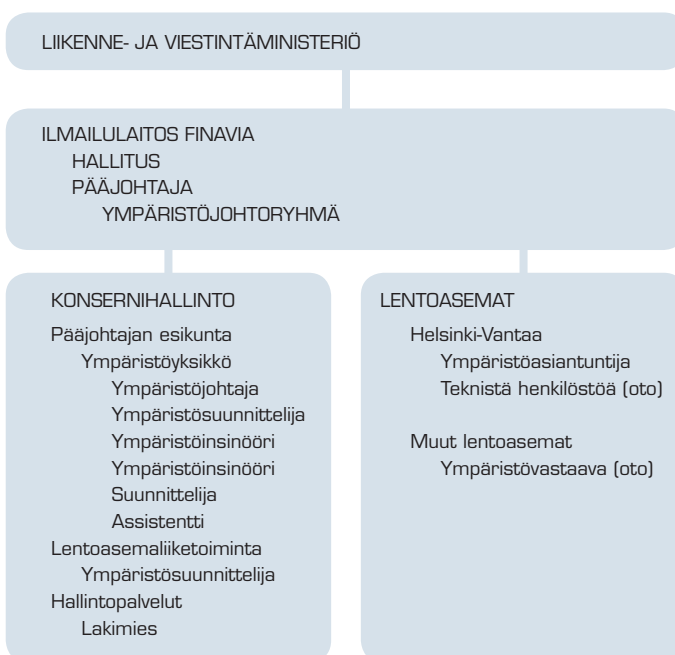 LIIKENNE- JA VIESTINTÄMINISTERIÖ
ILMAILULAITOS FINAVIA
HALLITUS
PÄÄJOHTAJA
YMPÄRISTÖJOHTORYHMÄ
KONSERNIHALLINTO
Pääjohtajan esikunta
Ympäristöyksikkö
Ympäristöjohtaja
Ympäristösuunnittelija
Ympäristöinsinööri
Ympäristöinsinööri
Suunnittelija
Assistentti
Lentoasemaliiketoiminta
Ympäristösuunnittelija
Hallintopalvelut
Lakimies
LENTOASEMAT
Helsinki-Vantaa
Ympäristöasiantuntija
Teknistä henkilöstöä (oto)
Muut lentoasemat
Ympäristövastaava (oto)